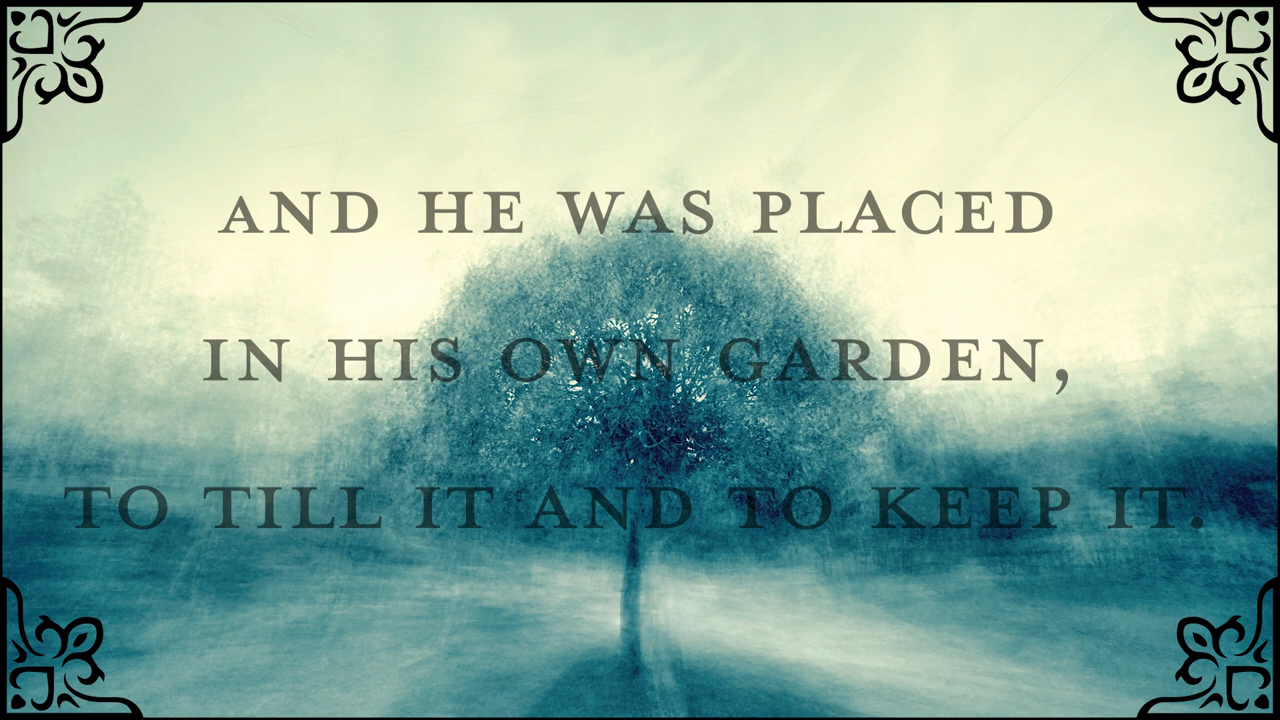 AND HE WAS PLACED
IN HIS OWN GARDEN,
TO TILL IT AND TO KEEP IT.